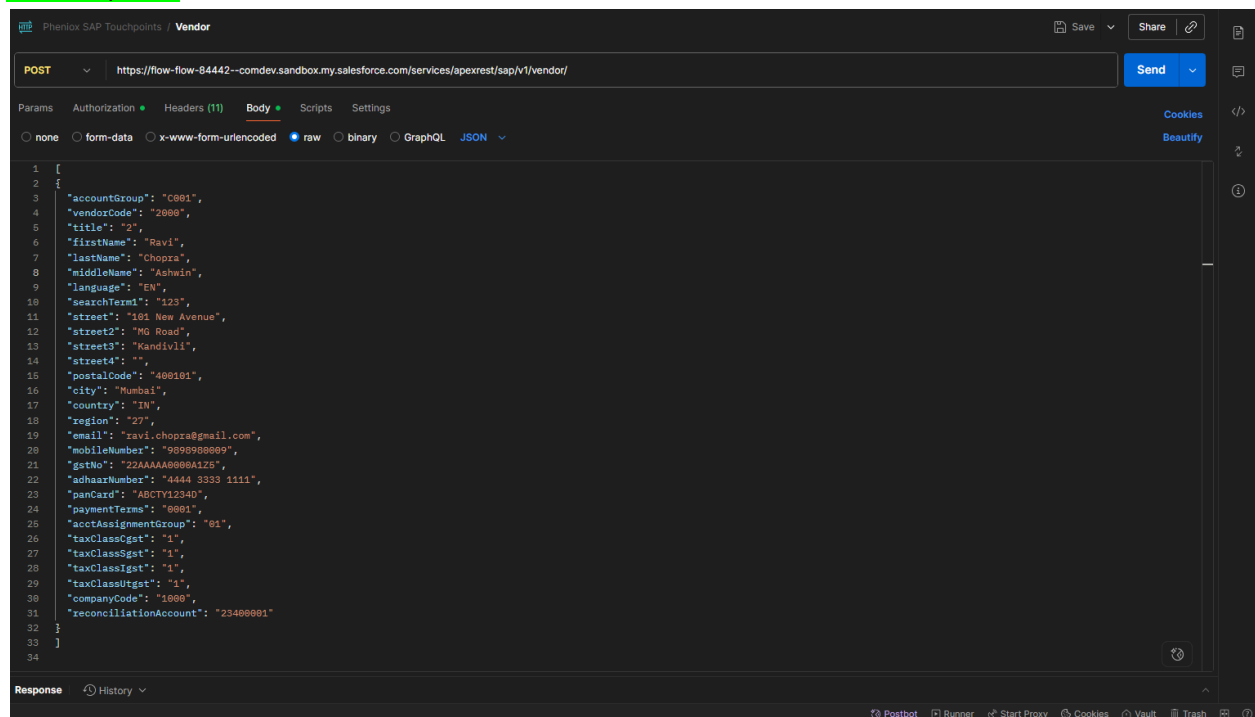 HTTP Pheniox SAP Touchpoints / Vendor Save Share
POST https://flow-flow-84442--comdev.sandbox.my.salesforce.com/services/apexrest/sap/v1/vendor/ Send
Params Authorization Headers (11) Body Scripts Settings Cookies
none form-data x-www-form-urlencoded raw binary GraphQL JSON Beautify
1 [
2 {
3 "accountGroup": "C001",
4 "vendorCode": "2000",
5 "title": "2",
6 "firstName": "Ravi",
7 "lastName": "Chopra",
8 "middleName": "Ashwin",
9 "language": "EN",
10 "searchTerm1": "123",
11 "street": "101 New Avenue",
12 "street2": "MG Road",
13 "street3": "Kandivli",
14 "street4": "",
15 "postalCode": "400101",
16 "city": "Mumbai",
17 "country": "IN",
18 "region": "27",
19 "email": "ravi.chopra@gmail.com",
20 "mobileNumber": "9898980009",
21 "gstNo": "22AAAAA0000A1Z5",
22 "adhaarNumber": "4444 3333 1111",
23 "panCard": "ABCTY1234D",
24 "paymentTerms": "0001",
25 "acctAssignmentGroup": "01",
26 "taxClassCgst": "1",
27 "taxClassSgst": "1",
28 "taxClassIgst": "1",
29 "taxClassUtgst": "1",
30 "companyCode": "1000",
31 "reconciliationAccount": "23400001"
32 }
33 ]
34
Response History
Postbot Runner Start Proxy Cookies Vault Trash